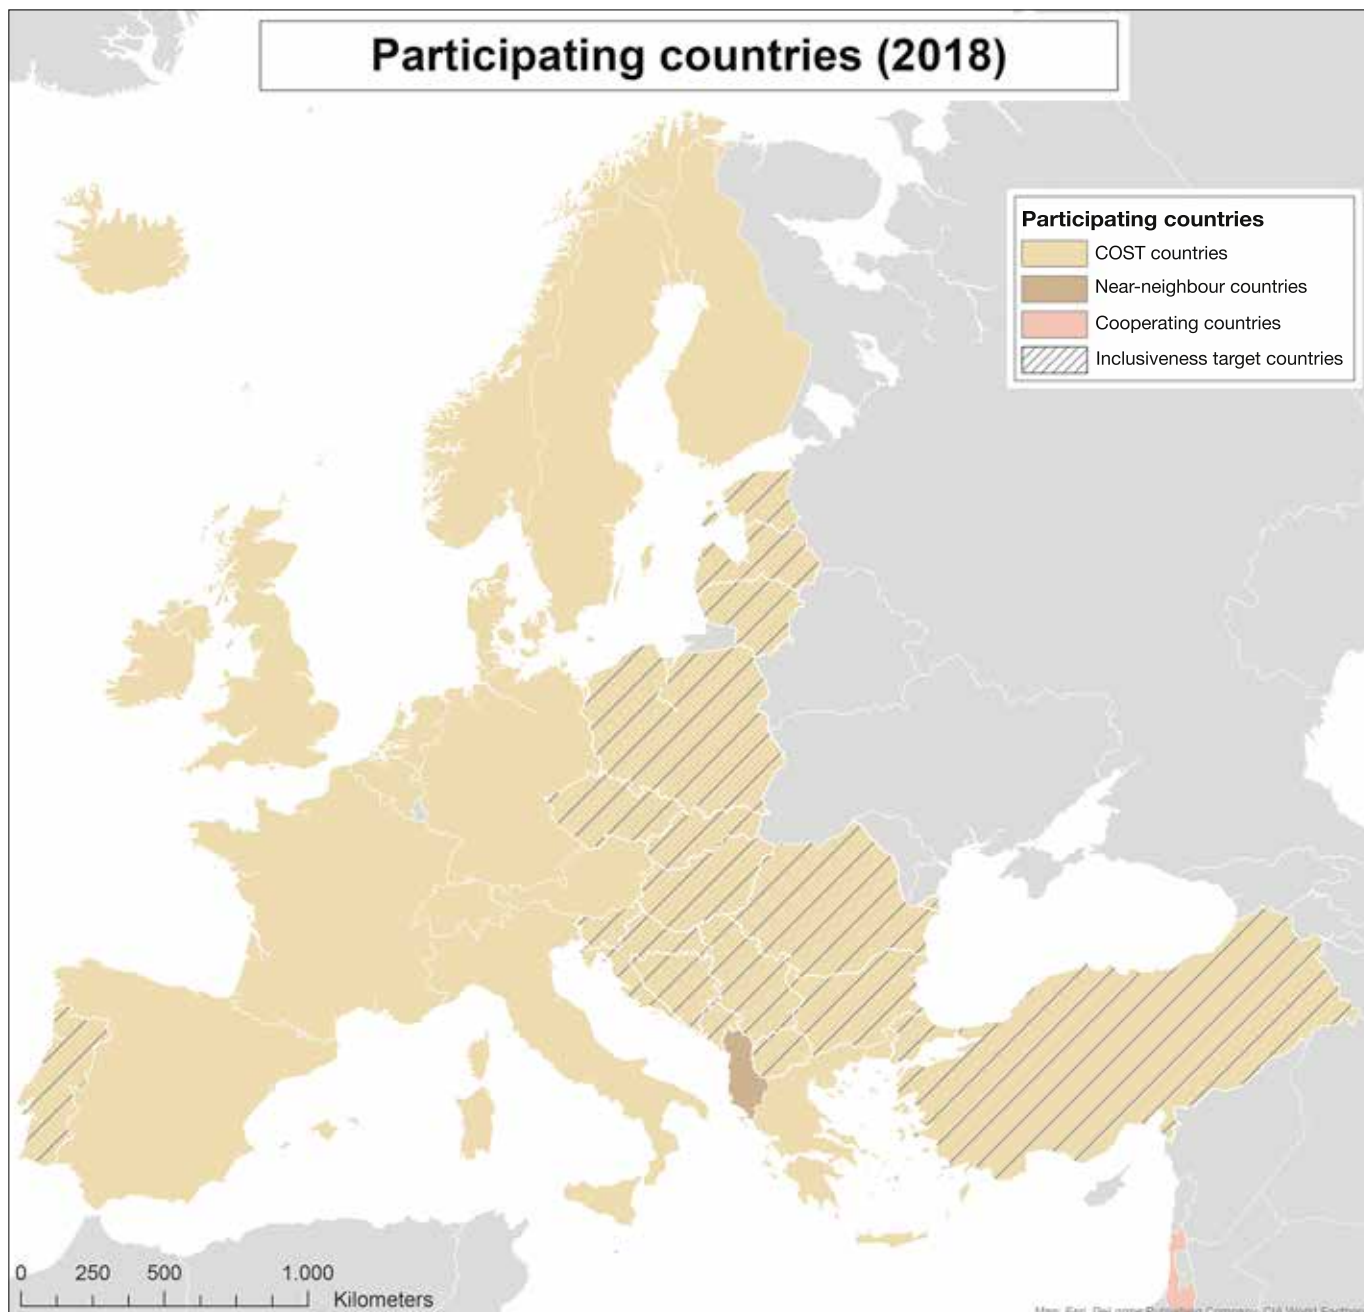 Participating countries (2018)
Participating countries
COST countries
Near-neighbour countries
Cooperating countries
Inclusiveness target countries
0 250 500 1.000
Kilometers